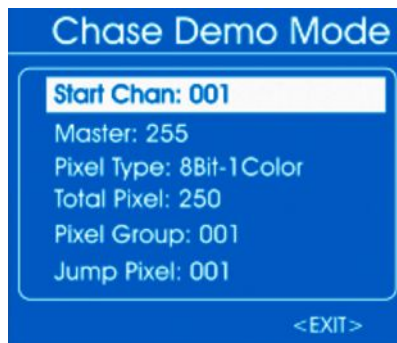 Chase Demo Mode
Start Chan: 001
Master: 255
Pixel Type: 8Bit-1Color
Total Pixel: 250
Pixel Group: 001
Jump Pixel: 001
<EXIT>